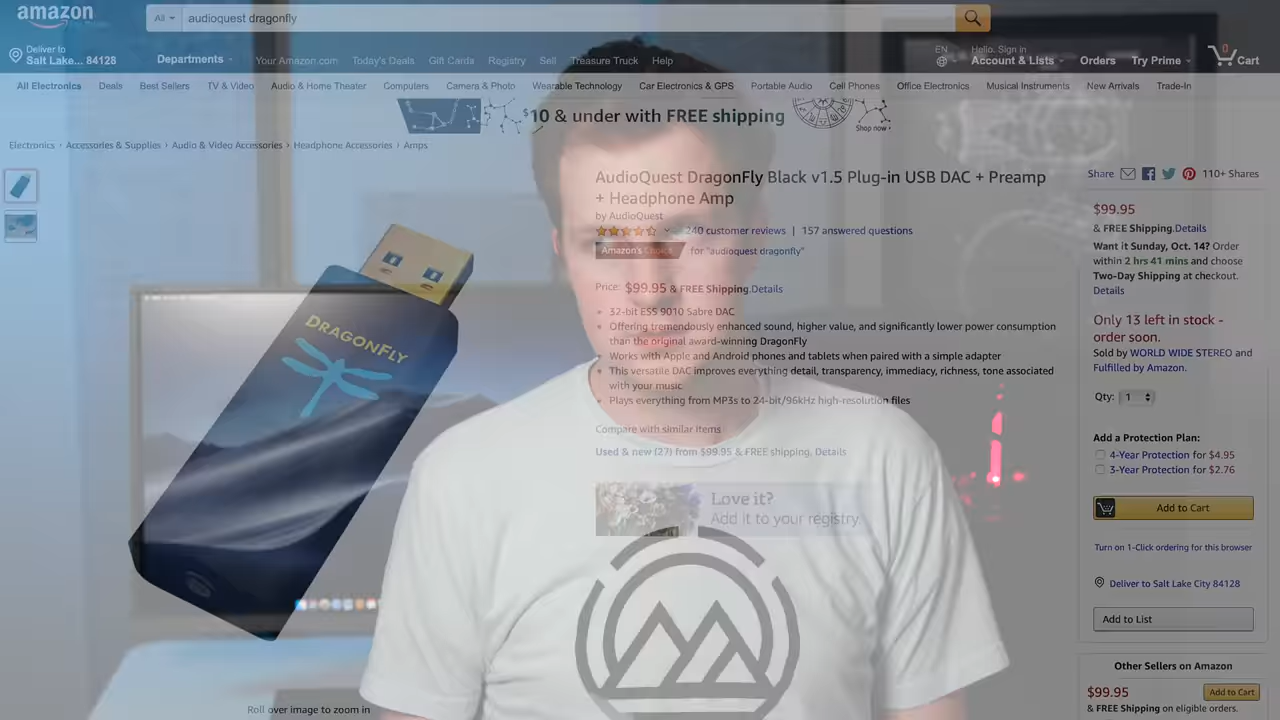 amazon
All
audioquest dragonfly
Deliver to
Salt Lake... 84128
Departments
Your Amazon.com
Today's Deals
Gift Cards
Registry
Sell
Treasure Truck
Help
EN
Hello. Sign in
Account & Lists
Orders
Try Prime
0
Cart
All Electronics
Deals
Best Sellers
TV & Video
Audio & Home Theater
Computers
Camera & Photo
Wearable Technology
Car Electronics & GPS
Portable Audio
Cell Phones
Office Electronics
Musical Instruments
New Arrivals
Trade-In
$10 & under with FREE shipping
Shop now ›
Electronics › Accessories & Supplies › Audio & Video Accessories › Headphone Accessories › Amps
DRAGONFLY
Roll over image to zoom in
AudioQuest DragonFly Black v1.5 Plug-in USB DAC + Preamp
+ Headphone Amp
by AudioQuest
240 customer reviews | 157 answered questions
Amazon's Choice for "audioquest dragonfly"
Price: $99.95 & FREE Shipping. Details
• 32-bit ESS 9010 Sabre DAC
• Offering tremendously enhanced sound, higher value, and significantly lower power consumption
than the original award-winning DragonFly
• Works with Apple and Android phones and tablets when paired with a simple adapter
• This versatile DAC improves everything detail, transparency, immediacy, richness, tone associated
with your music
• Plays everything from MP3s to 24-bit/96kHz high-resolution files
Compare with similar items
Used & new (27) from $99.95 & FREE shipping. Details
Love it?
Add it to your registry.
Share
110+ Shares
$99.95
& FREE Shipping.Details
Want it Sunday, Oct. 14? Order
within 2 hrs 41 mins and choose
Two-Day Shipping at checkout.
Details
Only 13 left in stock -
order soon.
Sold by WORLD WIDE STEREO and
Fulfilled by Amazon.
Qty: 1
Add a Protection Plan:
4-Year Protection for $4.95
3-Year Protection for $2.76
Add to Cart
Turn on 1-Click ordering for this browser
Deliver to Salt Lake City 84128
Add to List
Other Sellers on Amazon
$99.95
Add to Cart
& FREE Shipping on eligible orders.